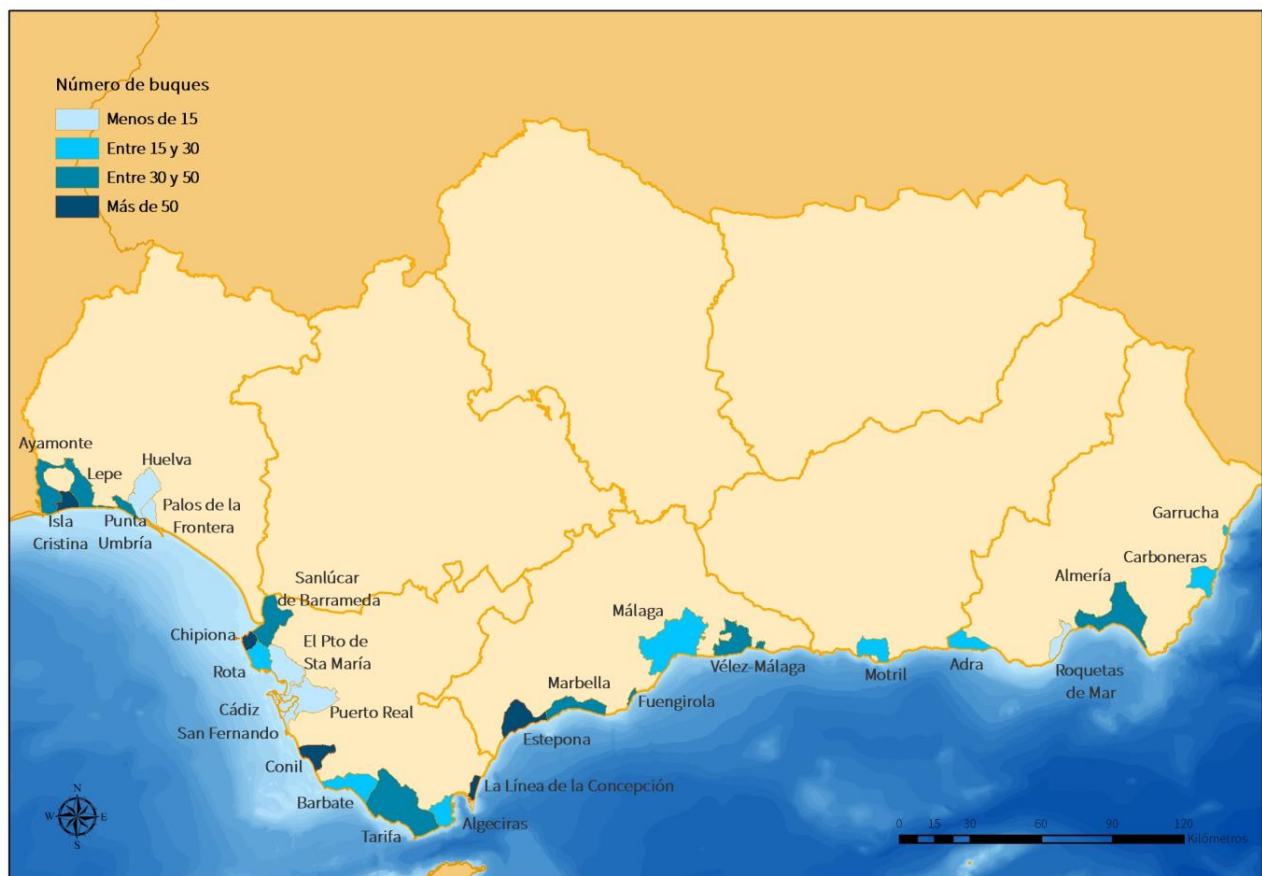 Número de buques
Menos de 15
Entre 15 y 30
Entre 30 y 50
Más de 50
Ayamonte
Lepe
Huelva
Isla
Cristina
Punta
Umbría
Palos de la
Frontera
Sanlúcar
de Barrameda
Chipiona
Rota
El Pto de
Sta María
Cádiz
San Fernando
Puerto Real
Conil
Barbate
Tarifa
Algeciras
La Línea de la Concepción
Estepona
Marbella
Fuengirola
Málaga
Vélez-Málaga
Motril
Adra
Roquetas
de Mar
Almería
Carboneras
Garrucha
N
W E
S
0 15 30 60 90 120
Kilómetros